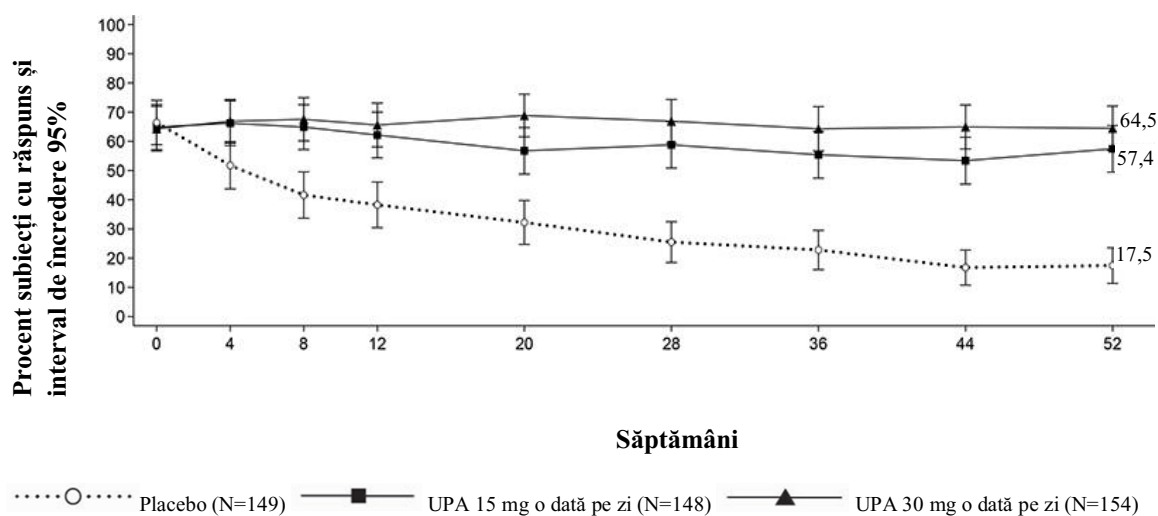 Procent subiecți cu răspuns și
interval de încredere 95%
100
90
80
70
60
50
40
30
20
10
0
64,5
57,4
17,5
0 4 8 12 20 28 36 44 52
Săptămâni
Placebo (N=149) UPA 15 mg o dată pe zi (N=148) UPA 30 mg o dată pe zi (N=154)